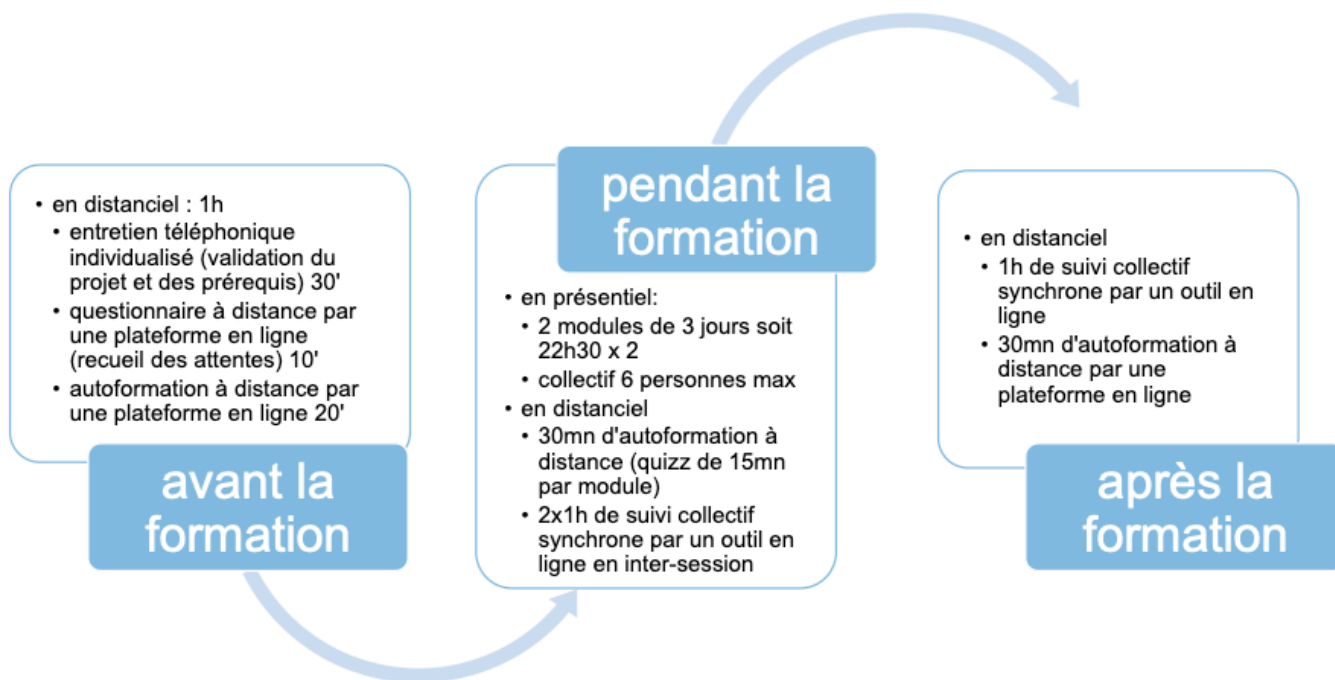 • en distanciel : 1h
• entretien téléphonique
individualisé (validation du
projet et des prérequis) 30'
• questionnaire à distance par
une plateforme en ligne
(recueil des attentes) 10'
• autoformation à distance par
une plateforme en ligne 20'
avant la
formation
pendant la
formation
• en présentiel:
• 2 modules de 3 jours soit
22h30 x 2
• collectif 6 personnes max
• en distanciel
• 30mn d'autoformation à
distance (quizz de 15mn
par module)
• 2x1h de suivi collectif
synchrone par un outil en
ligne en inter-session
• en distanciel
• 1h de suivi collectif
synchrone par un outil en
ligne
• 30mn d'autoformation à
distance par une
plateforme en ligne
après la
formation